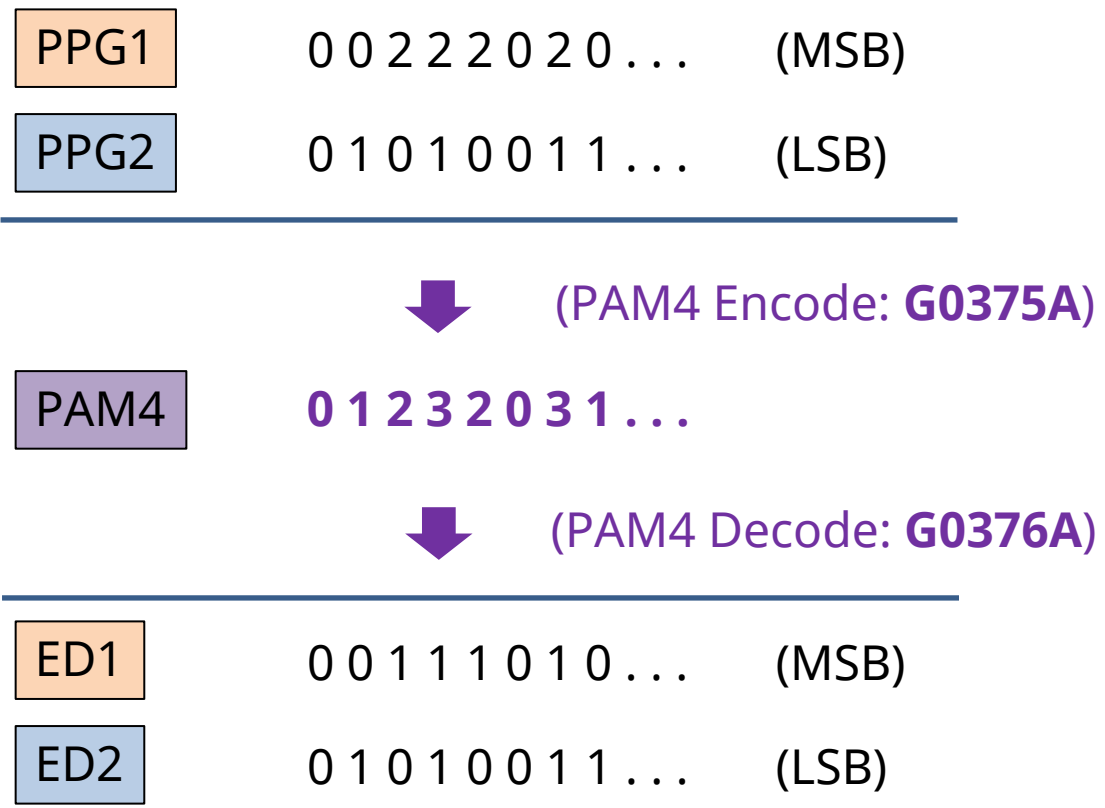 PPG1 0 0 2 2 2 0 2 0 . . . (MSB)
PPG2 0 1 0 1 0 0 1 1 . . . (LSB)
(PAM4 Encode: G0375A)
PAM4 0 1 2 3 2 0 3 1 . . .
(PAM4 Decode: G0376A)
ED1 0 0 1 1 1 0 1 0 . . . (MSB)
ED2 0 1 0 1 0 0 1 1 . . . (LSB)